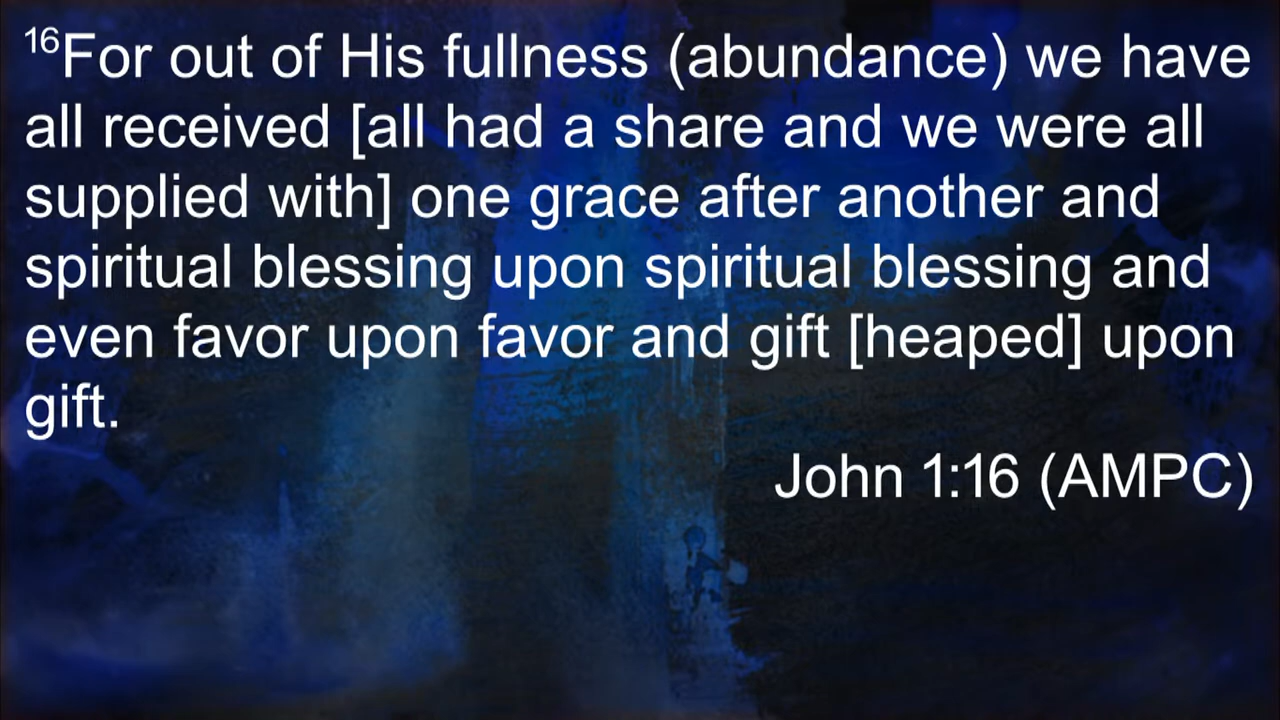 16For out of His fullness (abundance) we have
all received [all had a share and we were all
supplied with] one grace after another and
spiritual blessing upon spiritual blessing and
even favor upon favor and gift [heaped] upon
gift.
John 1:16 (AMPC)